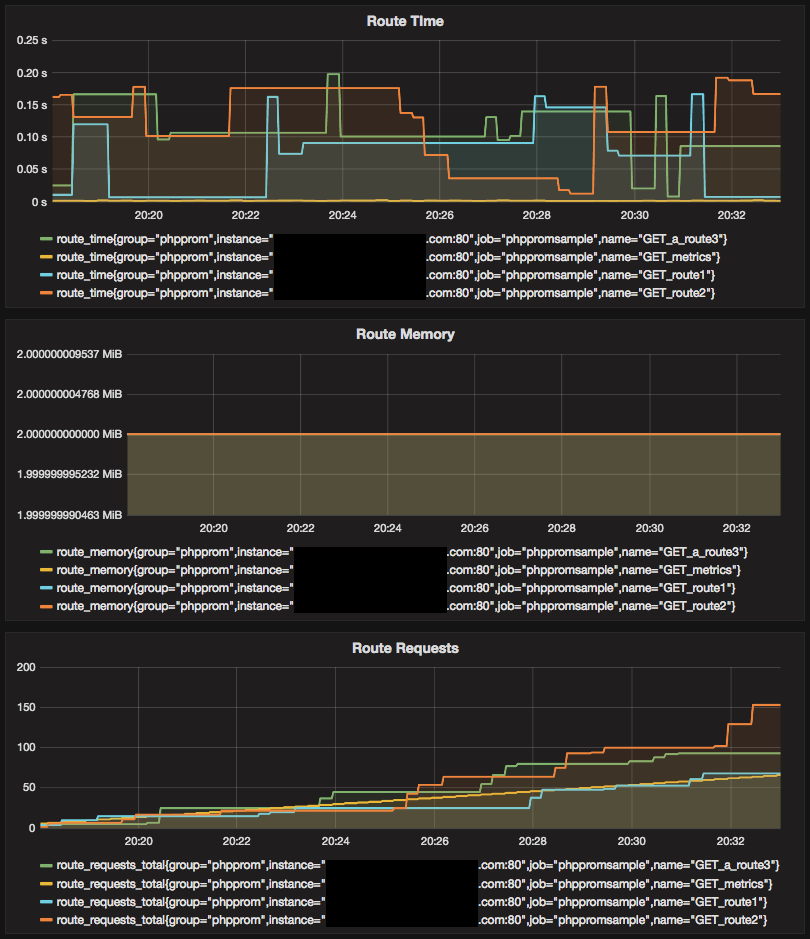 Route TIme
0.25 s
0.20 s
0.15 s
0.10 s
0.05 s
0 s
20:20 20:22 20:24 20:26 20:28 20:30 20:32
route_time{group="phpprom",instance=" .com:80",job="phppromsample",name="GET_a_route3"}
route_time{group="phpprom",instance=" .com:80",job="phppromsample",name="GET_metrics"}
route_time{group="phpprom",instance=" .com:80",job="phppromsample",name="GET_route1"}
route_time{group="phpprom",instance=" .com:80",job="phppromsample",name="GET_route2"}
Route Memory
2.000000009537 MiB
2.000000004768 MiB
2.000000000000 MiB
1.999999995232 MiB
1.999999990463 MiB
20:20 20:22 20:24 20:26 20:28 20:30 20:32
route_memory{group="phpprom",instance=" .com:80",job="phppromsample",name="GET_a_route3"}
route_memory{group="phpprom",instance=" .com:80",job="phppromsample",name="GET_metrics"}
route_memory{group="phpprom",instance=" .com:80",job="phppromsample",name="GET_route1"}
route_memory{group="phpprom",instance=" .com:80",job="phppromsample",name="GET_route2"}
Route Requests
200
150
100
50
0
20:20 20:22 20:24 20:26 20:28 20:30 20:32
route_requests_total{group="phpprom",instance=" .com:80",job="phppromsample",name="GET_a_route3"}
route_requests_total{group="phpprom",instance=" .com:80",job="phppromsample",name="GET_metrics"}
route_requests_total{group="phpprom",instance=" .com:80",job="phppromsample",name="GET_route1"}
route_requests_total{group="phpprom",instance=" .com:80",job="phppromsample",name="GET_route2"}